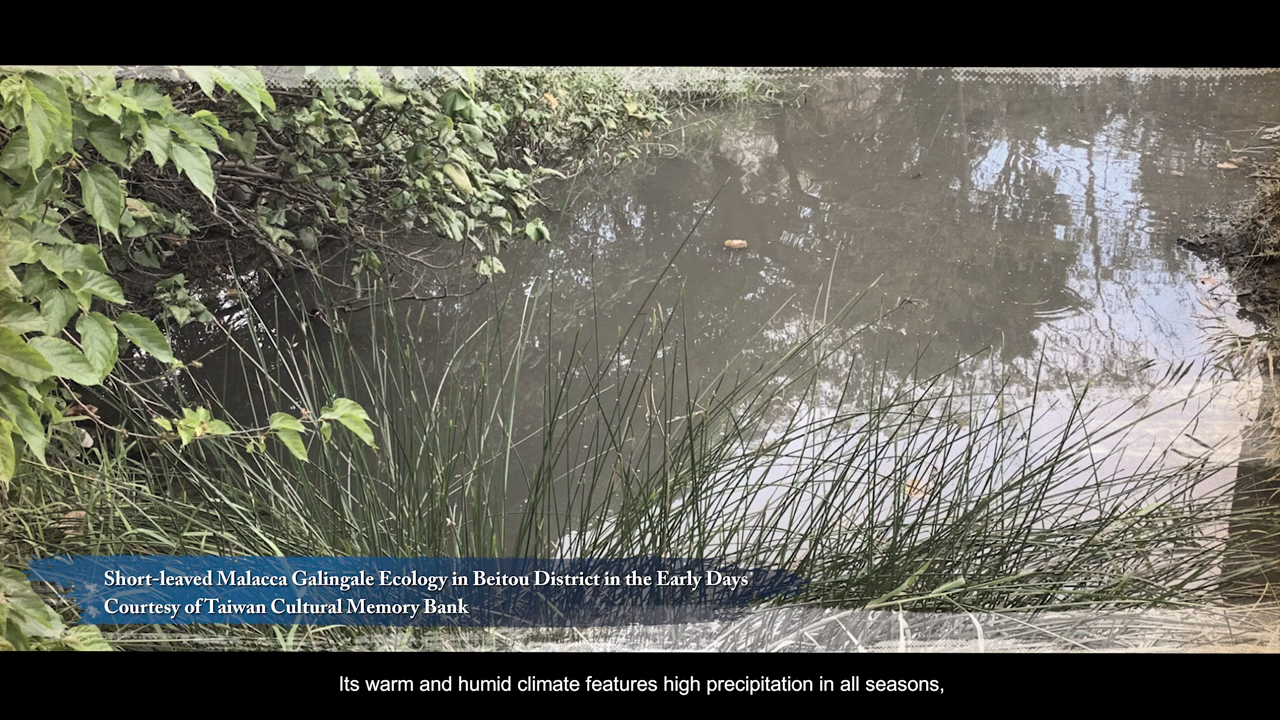 Short-leaved Malacca Galingale Ecology in Beitou District in the Early Days
Courtesy of Taiwan Cultural Memory Bank
Its warm and humid climate features high precipitation in all seasons,